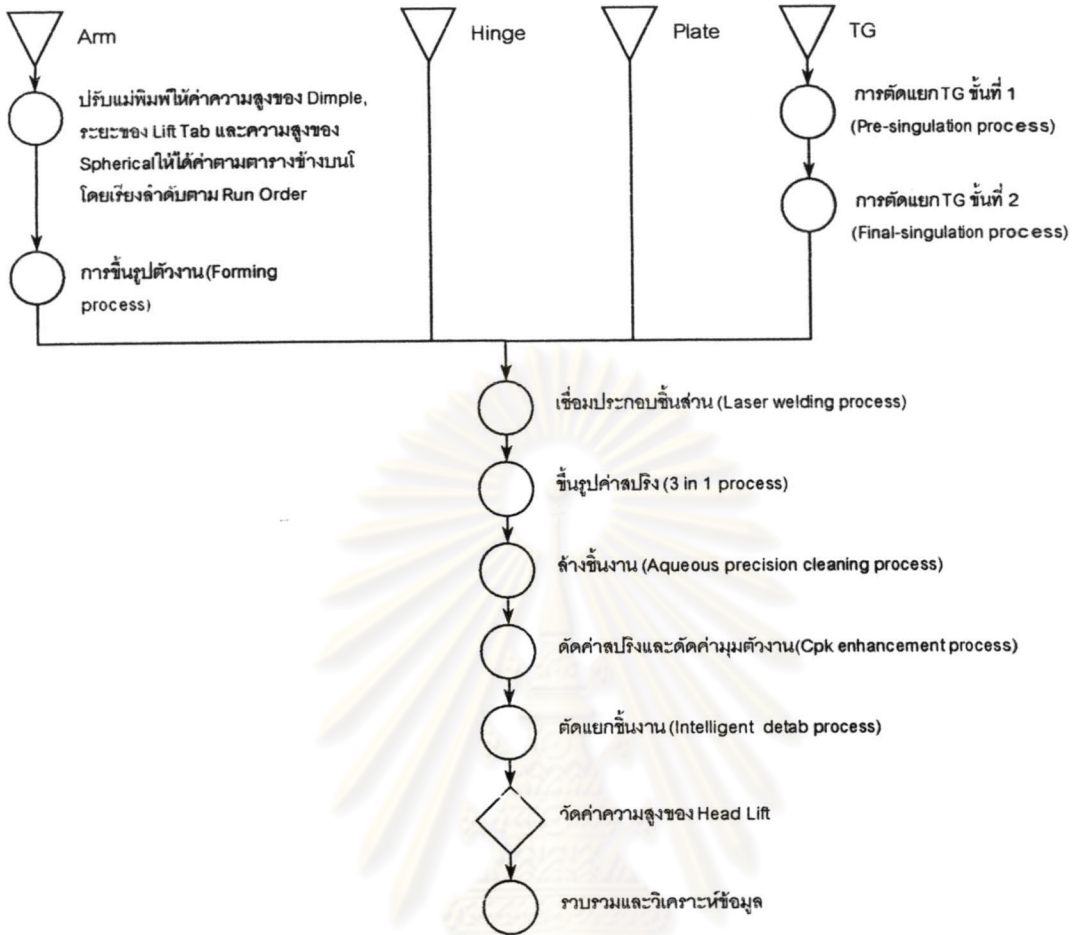 Arm
Hinge
Plate
TG
ปรับแม่พิมพ์ให้ค่าความสูงของ Dimple,
ระยะของ Lift Tab และความสูงของ
Sphericalให้ได้ค่าตามตารางข้างบนโ
โดยเรียงลำดับตาม Run Order
การตัดแยกTG ขั้นที่ 1
(Pre-singulation process)
การตัดแยกTG ขั้นที่ 2
(Final-singulation process)
การขึ้นรูปตัวงาน(Forming
process)
เชื่อมประกอบชิ้นส่วน (Laser welding process)
ขึ้นรูปค่าสปริง (3 in 1 process)
ล้างชิ้นงาน (Aqueous precision cleaning process)
ดัดค่าสปริงและดัดค่ามุมตัวงาน(Cpk enhancement process)
ตัดแยกชิ้นงาน (Intelligent detab process)
วัดค่าความสูงของ Head Lift
รวบรวมและวิเคราะห์ข้อมูล